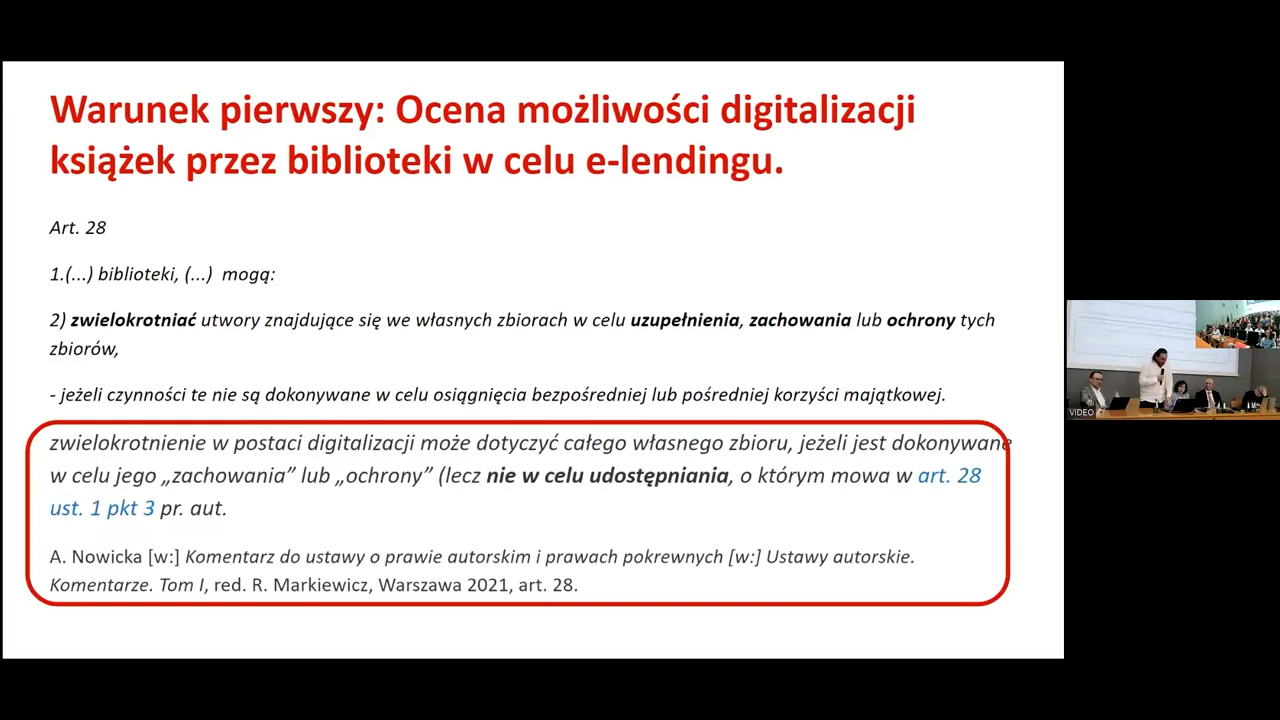 Warunek pierwszy: Ocena możliwości digitalizacji
książek przez biblioteki w celu e-lendingu.
Art. 28
1.(...) biblioteki, (...) mogą:
2) zwielokrotniać utwory znajdujące się we własnych zbiorach w celu uzupełnienia, zachowania lub ochrony tych
zbiorów,
- jeżeli czynności te nie są dokonywane w celu osiągnięcia bezpośredniej lub pośredniej korzyści majątkowej.
zwielokrotnienie w postaci digitalizacji może dotyczyć całego własnego zbioru, jeżeli jest dokonywane
w celu jego „zachowania” lub „ochrony” (lecz nie w celu udostępniania, o którym mowa w art. 28
ust. 1 pkt 3 pr. aut.
A. Nowicka [w:] Komentarz do ustawy o prawie autorskim i prawach pokrewnych [w:] Ustawy autorskie.
Komentarze. Tom I, red. R. Markiewicz, Warszawa 2021, art. 28.
VIDEO